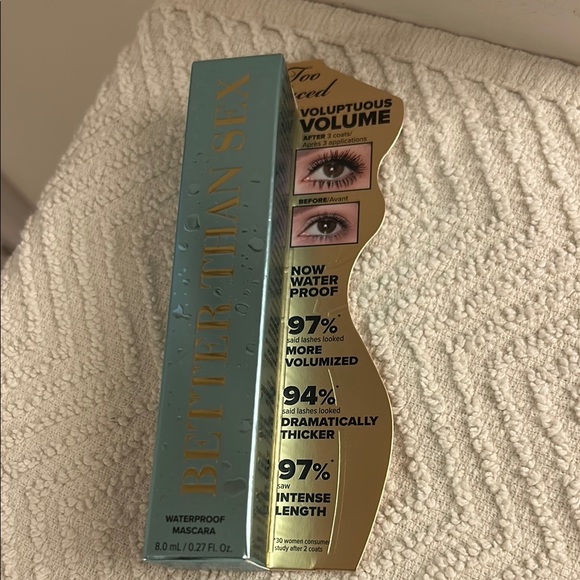 BETTER THAN SEX
WATERPROOF
MASCARA
8.0 mL / 0.27 Fl. Oz.
Too
VOLUPTUOUS
VOLUME
AFTER 3 coats/
Après 3 applications
BEFORE/Avant
NOW
WATER
PROOF
97%*
said lashes looked
MORE
VOLUMIZED
94%*
said lashes looked
DRAMATICALLY
THICKER
97%*
saw
INTENSE
LENGTH
*30 women consumer
study after 2 coats